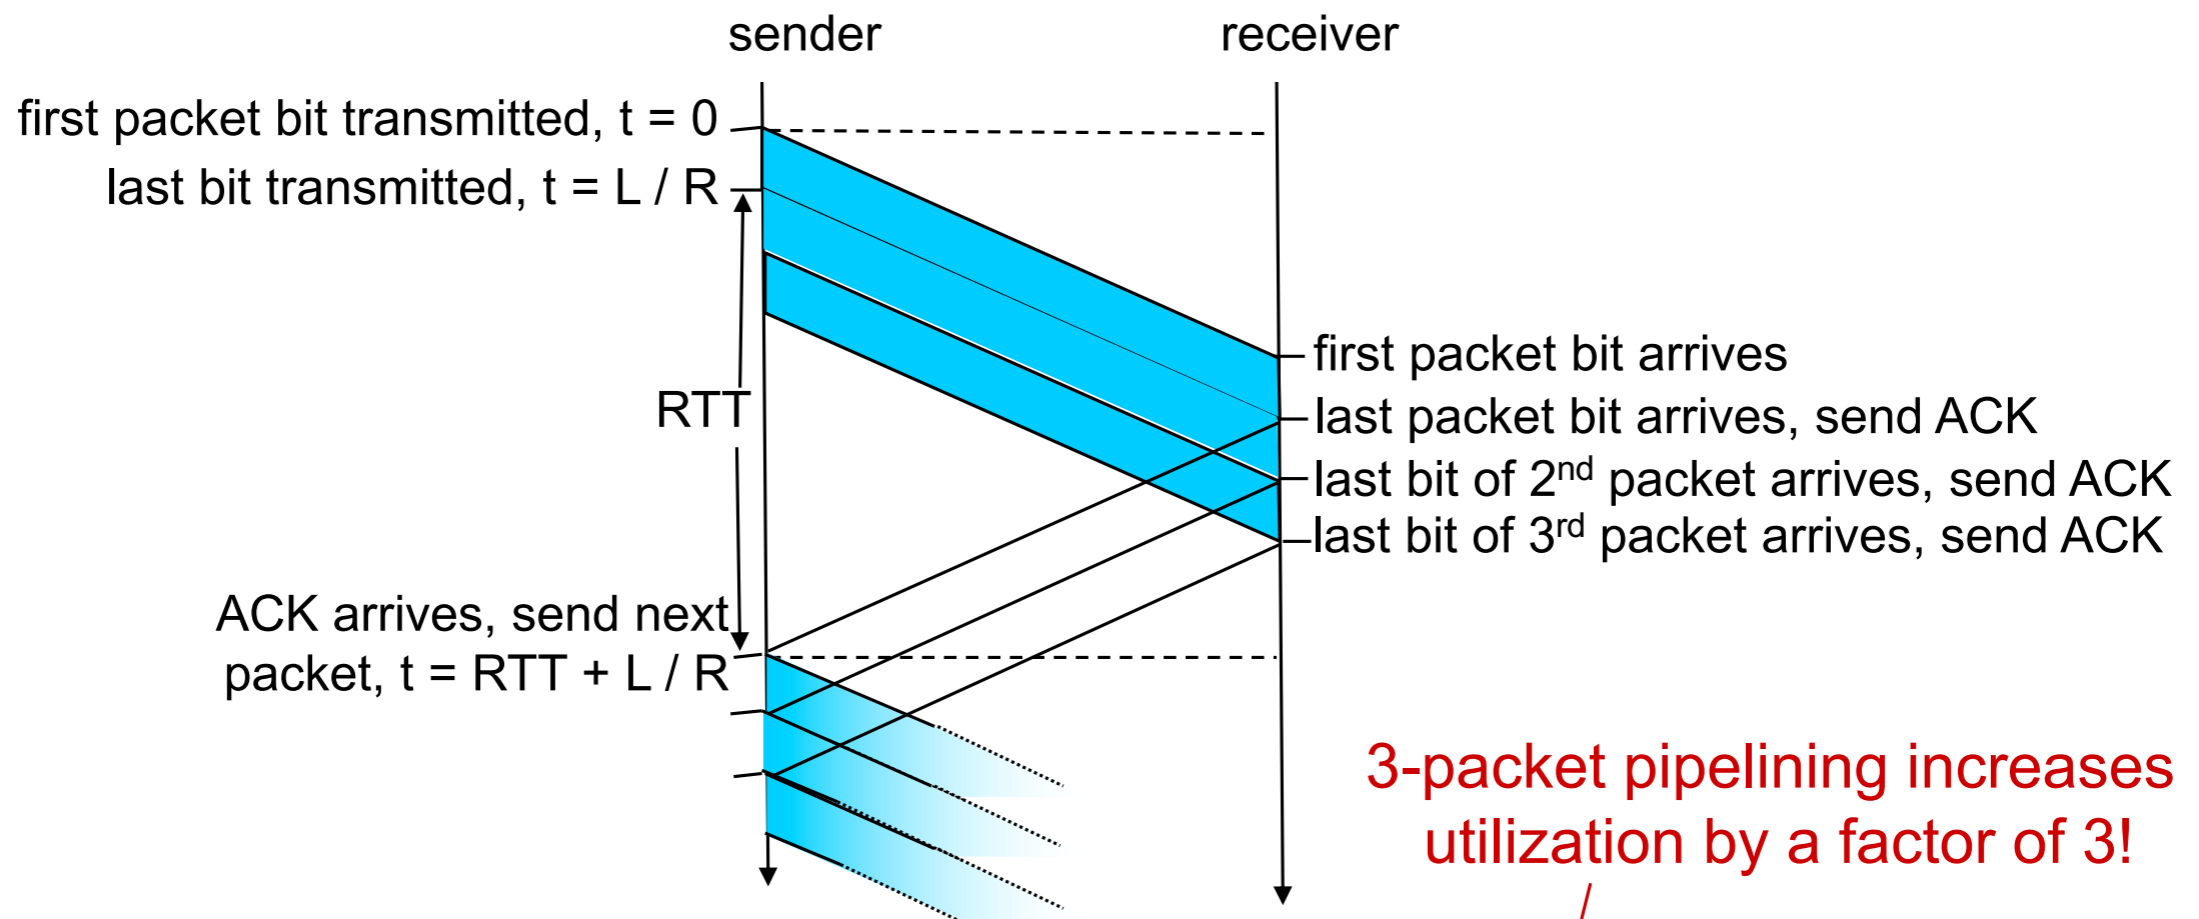 sender
receiver
first packet bit transmitted, t = 0
last bit transmitted, t = L / R
RTT
first packet bit arrives
last packet bit arrives, send ACK
last bit of 2nd packet arrives, send ACK
last bit of 3rd packet arrives, send ACK
ACK arrives, send next
packet, t = RTT + L / R
3-packet pipelining increases
utilization by a factor of 3!